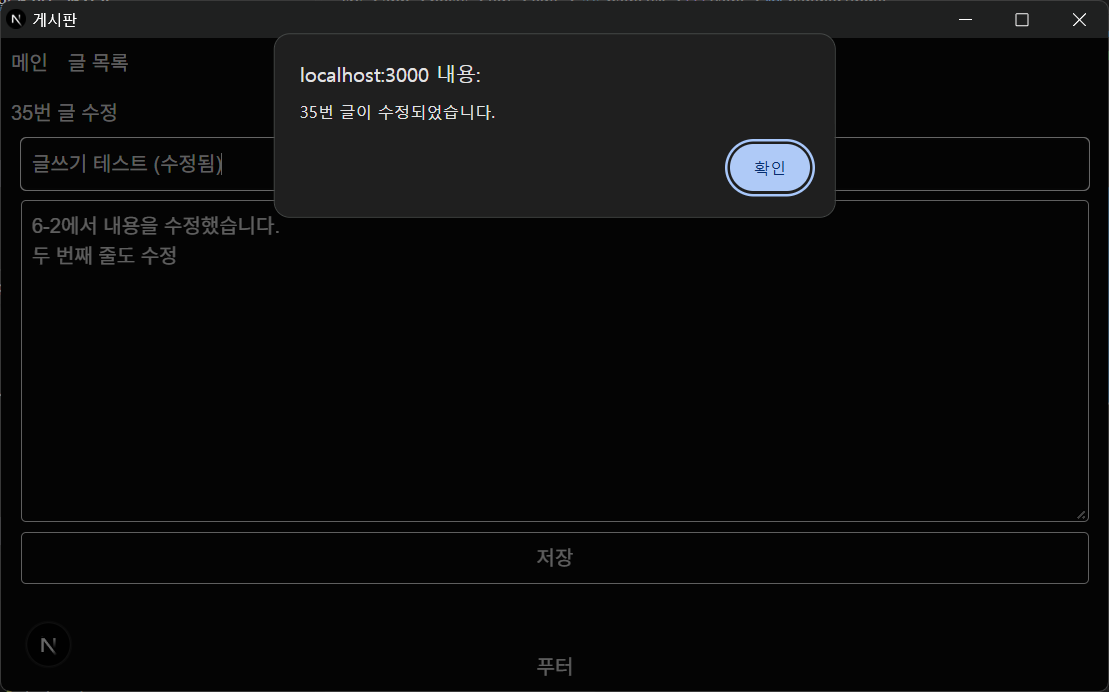 N 게시판
메인 글 목록
localhost:3000 내용:
35번 글이 수정되었습니다.
확인
35번 글 수정
글쓰기 테스트 (수정됨)
6-2에서 내용을 수정했습니다.
두 번째 줄도 수정
저장
N
푸터